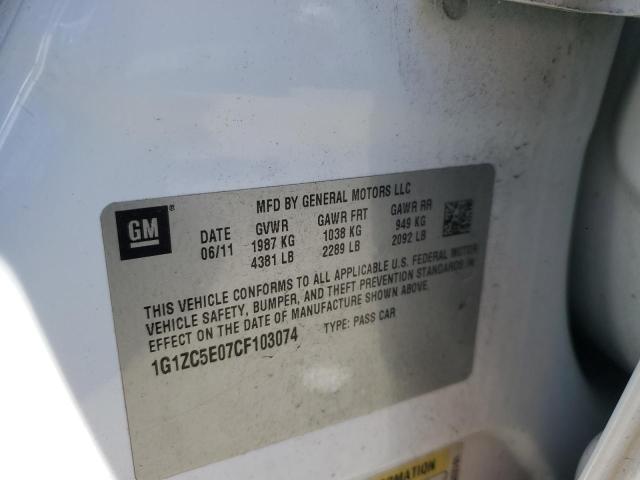 MFD BY GENERAL MOTORS LLC
GM®
DATE GVWR GAWR FRT GAWR RR
06/11 1987 KG 1038 KG 949 KG
4381 LB 2289 LB 2092 LB
THIS VEHICLE CONFORMS TO ALL APPLICABLE U.S. FEDERAL MOTOR
VEHICLE SAFETY, BUMPER, AND THEFT PREVENTION STANDARDS IN
EFFECT ON THE DATE OF MANUFACTURE SHOWN ABOVE.
1G1ZC5E07CF103074 TYPE: PASS CAR